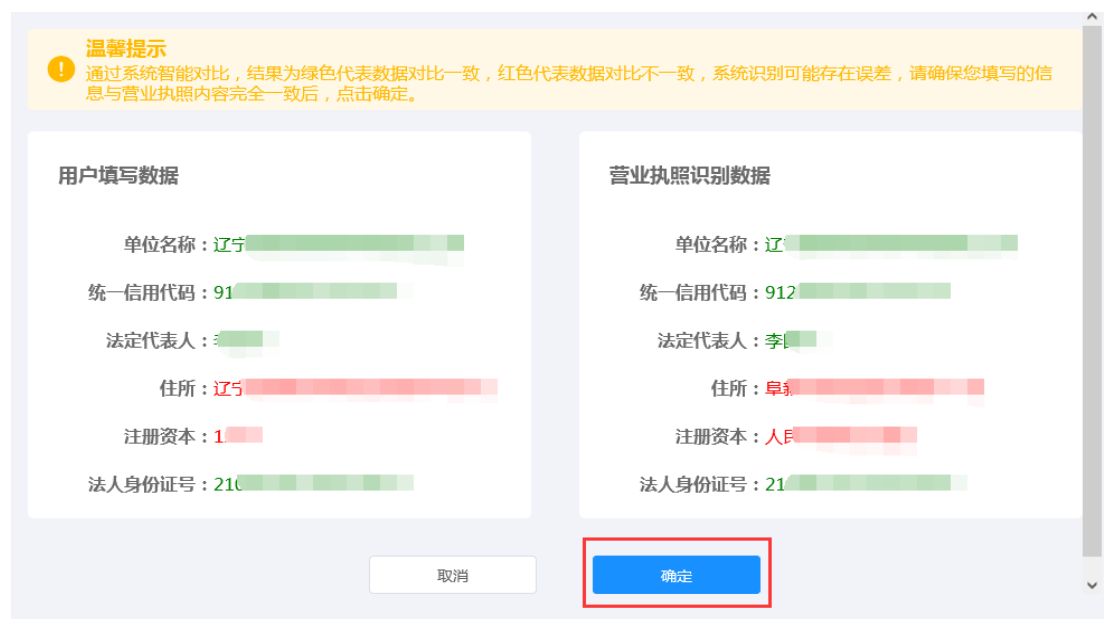 温馨提示
通过系统智能对比，结果为绿色代表数据对比一致，红色代表数据对比不一致，系统识别可能存在误差，请确保您填写的信
息与营业执照内容完全一致后，点击确定。
用户填写数据
单位名称：辽宁
统一信用代码：91
法定代表人：
住所：辽宁
注册资本：1
法人身份证号：210
营业执照识别数据
单位名称：辽
统一信用代码：912
法定代表人：李
住所：阜新
注册资本：人民
法人身份证号：21
取消
确定